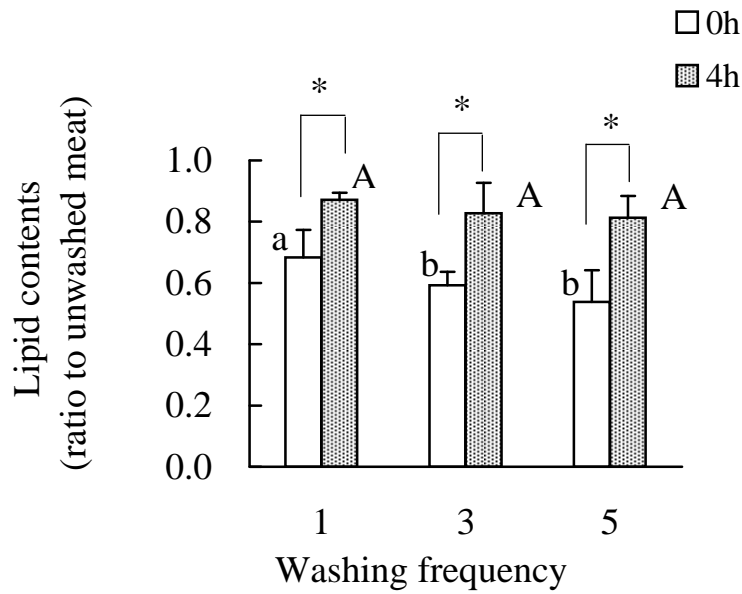 0h
4h
* * *
Lipid contents
(ratio to unwashed meat)
1.0
0.8
0.6
0.4
0.2
0.0
a A
b A
b A
1 3 5
Washing frequency